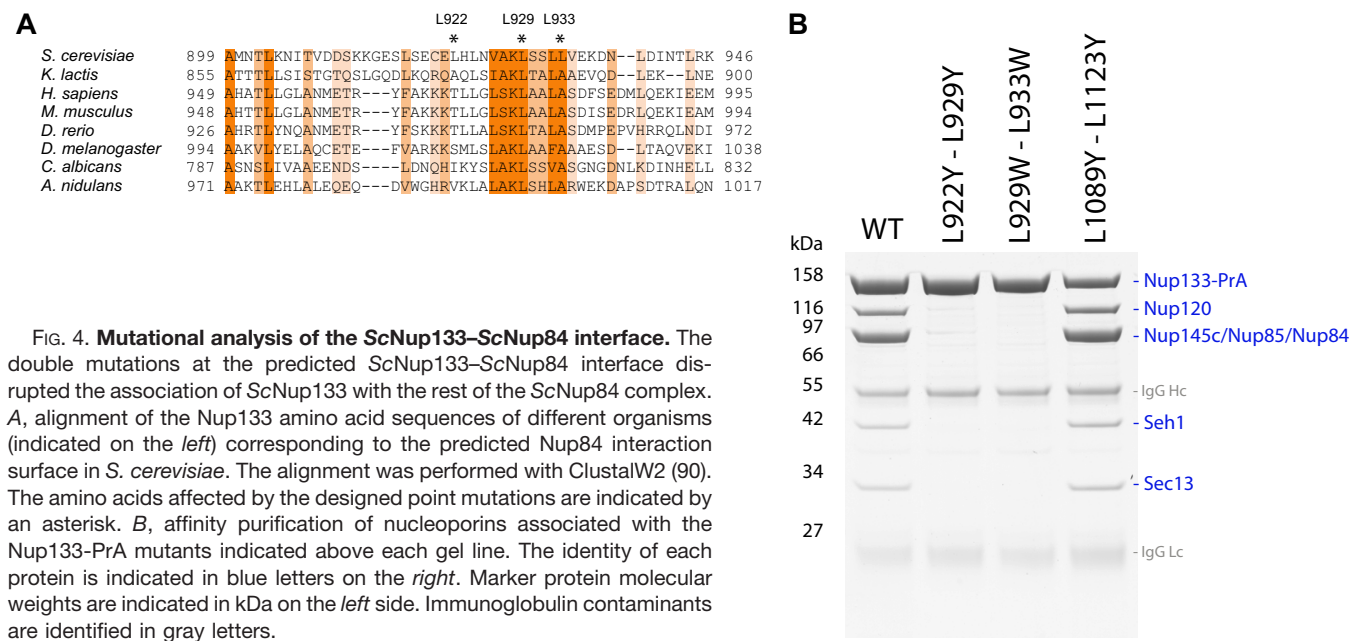 A
L922 L929 L933
* * *
S. cerevisiae 899 AMNTLKNITVDDSKKGESLSECELHLNVAKLSSLLVEKDN--LDINTLRK 946
K. lactis 855 ATTTLLSISTGTQSLGQDLKQRQAQLSIAKLTALAAEVQD--LEK--LNE 900
H. sapiens 949 AHATLLGLANMETR---YFAKKKTLLGLSKLAALASDFSEDMLQEKIEEM 995
M. musculus 948 AHTTLLGLANMETR---YFAKKKTLLGLSKLAALASDISEDRLQEKIEAM 994
D. rerio 926 AHRTLYNQANMETR---YFSKKKTLLALSKLTALASDMPEPVHRRQLNDI 972
D. melanogaster 994 AAKVLYELAQCETE---FVARKKSMLSLAKLAAFAAAESD--LTAQVEKI 1038
C. albicans 787 ASNSLIVAAEENDS---LDNQHIKYSLAKLSSVASGNGDNLKDINHELL 832
A. nidulans 971 AAKTLEHLALEQEQ---DVWGHRVKLALAKLSHLARWEKDAPSDTRALQN 1017
FIG. 4. Mutational analysis of the ScNup133–ScNup84 interface. The
double mutations at the predicted ScNup133–ScNup84 interface dis-
rupted the association of ScNup133 with the rest of the ScNup84 complex.
A, alignment of the Nup133 amino acid sequences of different organisms
(indicated on the left) corresponding to the predicted Nup84 interaction
surface in S. cerevisiae. The alignment was performed with ClustalW2 (90).
The amino acids affected by the designed point mutations are indicated by
an asterisk. B, affinity purification of nucleoporins associated with the
Nup133-PrA mutants indicated above each gel line. The identity of each
protein is indicated in blue letters on the right. Marker protein molecular
weights are indicated in kDa on the left side. Immunoglobulin contaminants
are identified in gray letters.
B
WT
L922Y - L929Y
L929W - L933W
L1089Y - L1123Y
kDa
158
116
97
66
55
42
34
27
- Nup133-PrA
- Nup120
- Nup145c/Nup85/Nup84
- IgG Hc
- Seh1
- Sec13
- IgG Lc